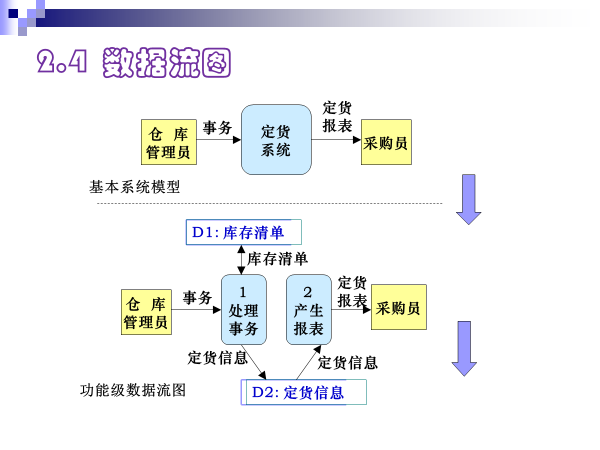 2.4 数据流图
仓 库
管理员
事务
定货
系统
定货
报表
采购员
基本系统模型
D1: 库存清单
库存清单
仓 库
管理员
事务
1
处理
事务
2
产生
报表
定货
报表
采购员
定货信息
定货信息
D2: 定货信息
功能级数据流图